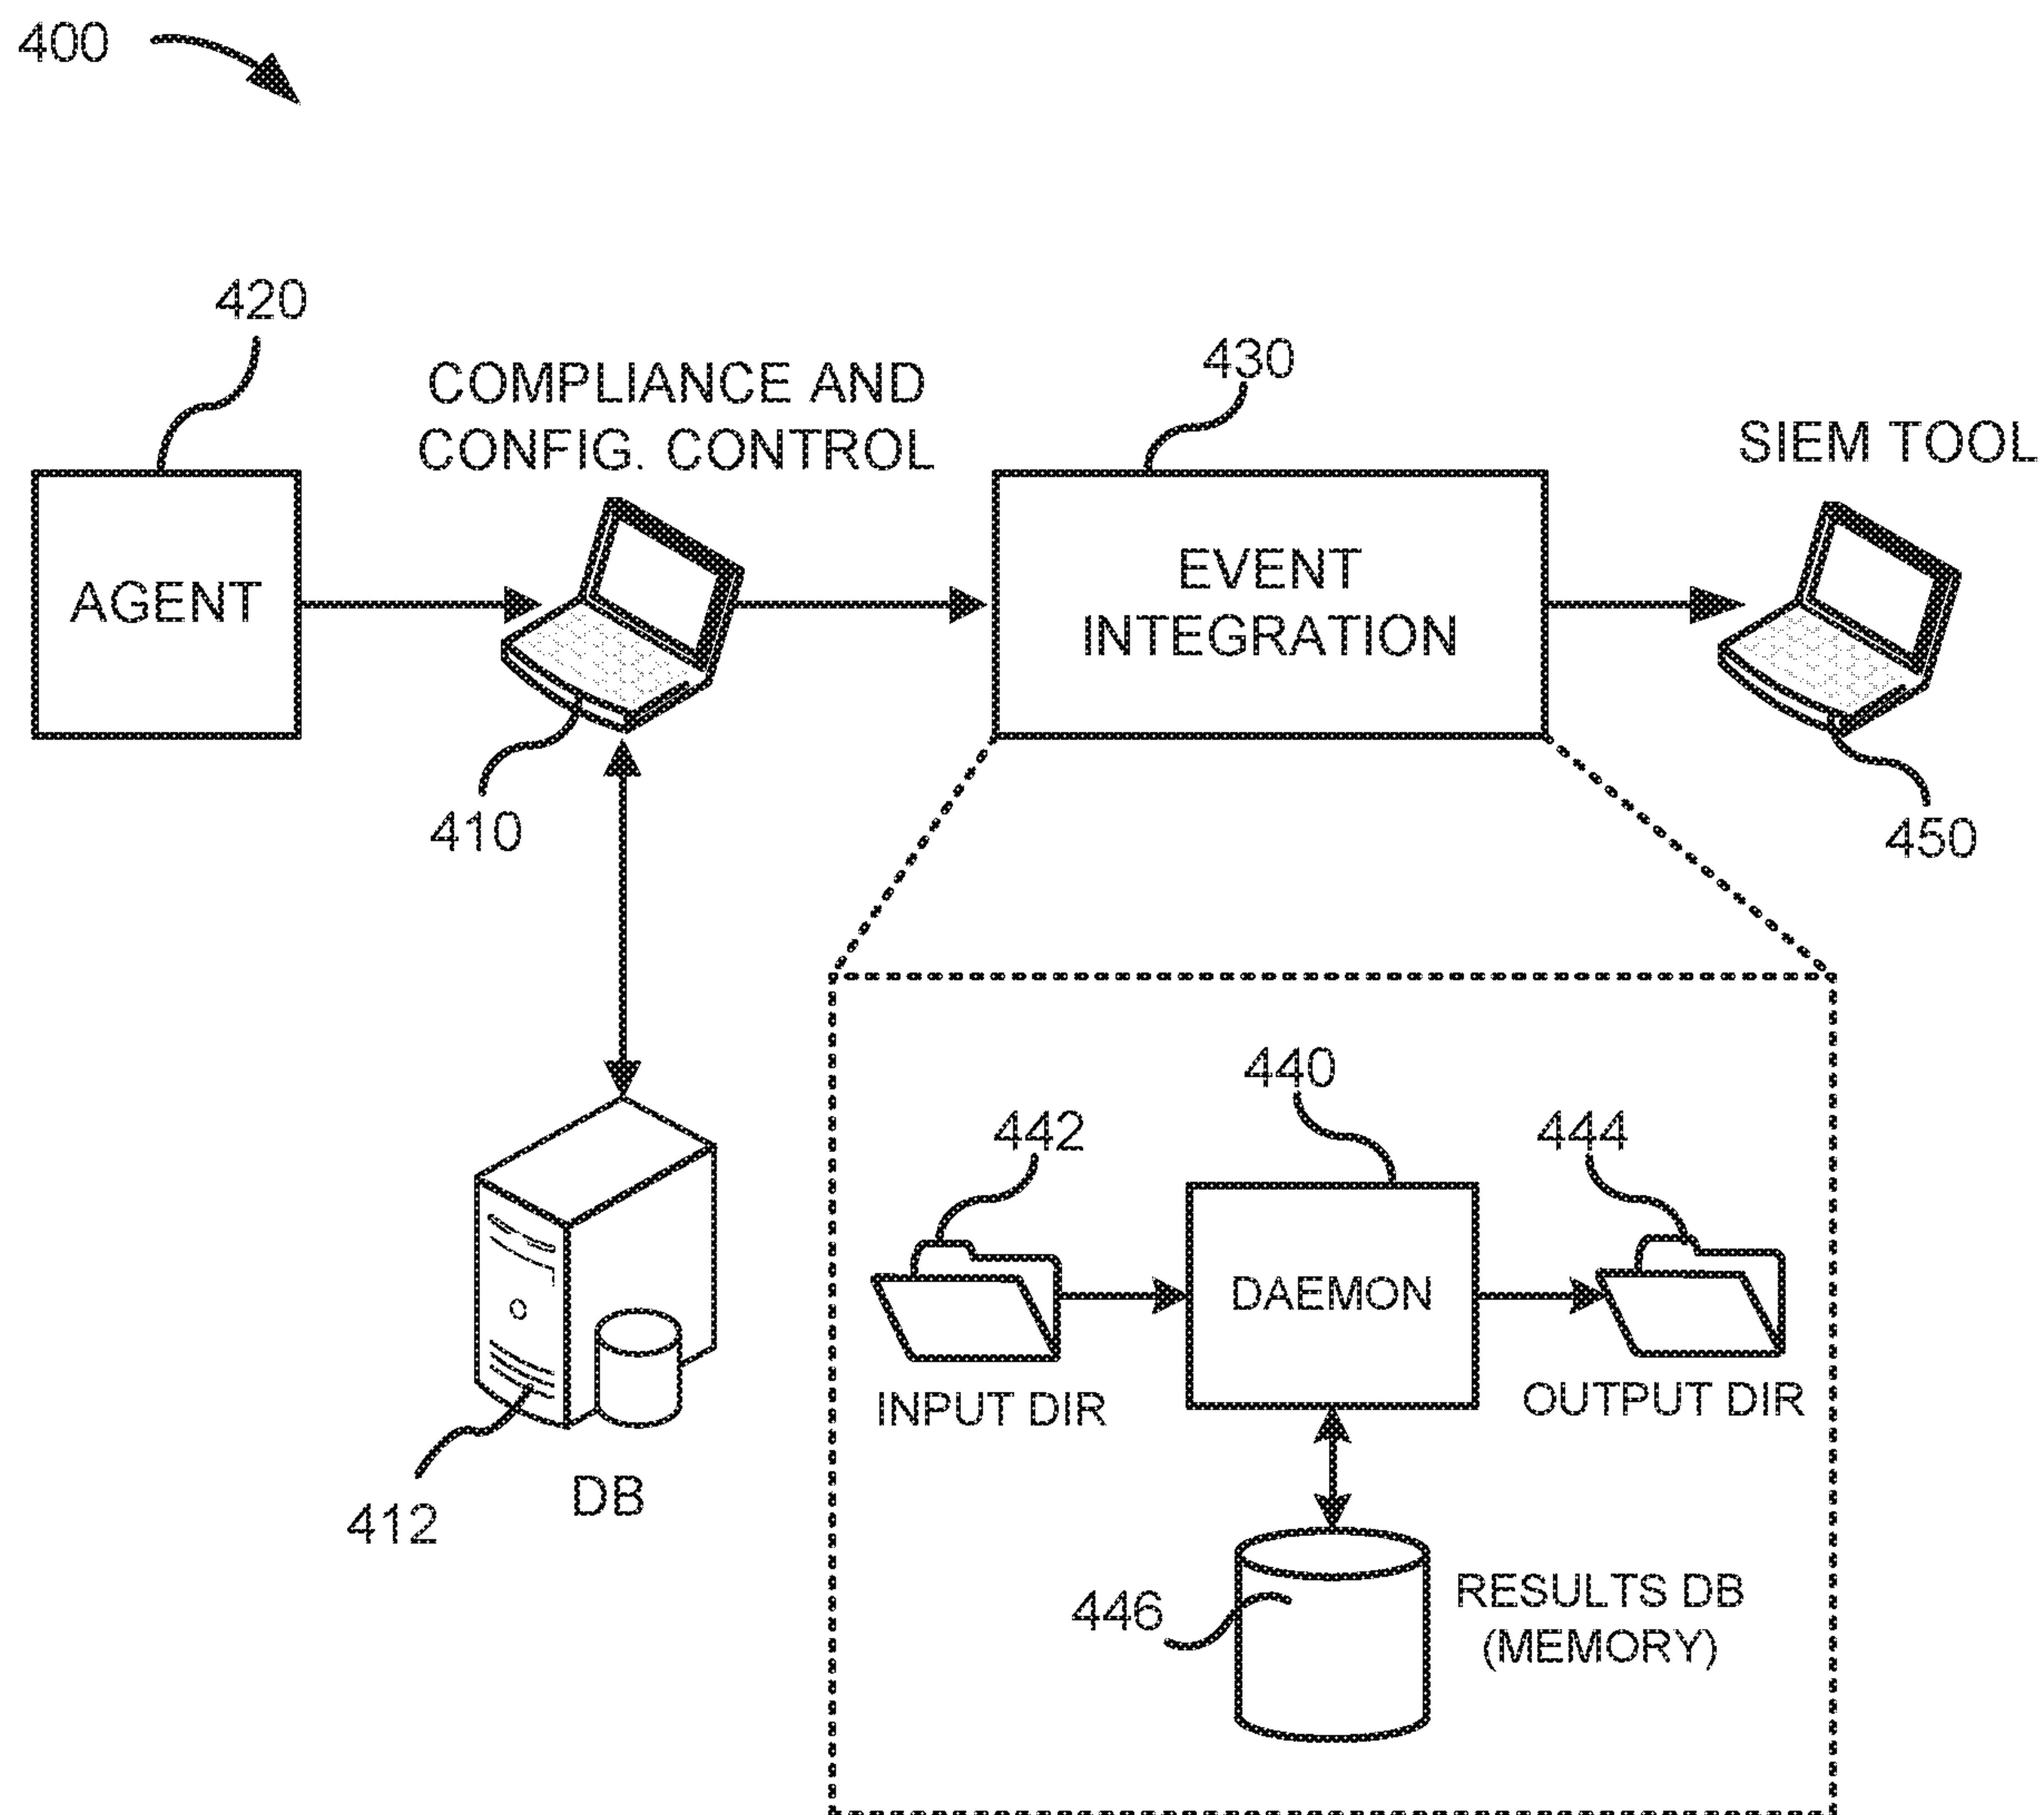 400
420
COMPLIANCE AND
CONFIG. CONTROL
430
SIEM TOOL
AGENT
EVENT
INTEGRATION
410
450
440
442
444
DAEMON
INPUT DIR
OUTPUT DIR
412
DB
446
RESULTS DB
(MEMORY)